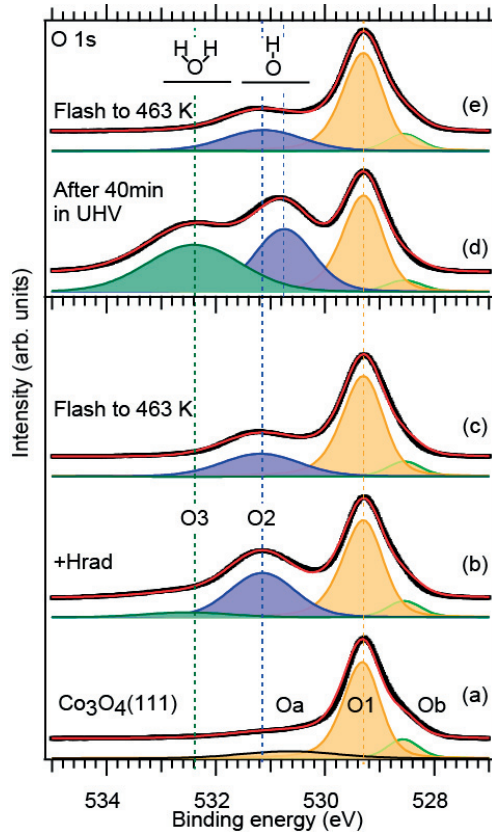 O 1s
H H
O
H
O
Flash to 463 K
(e)
After 40min
in UHV
(d)
Flash to 463 K
(c)
O3
O2
+Hrad
(b)
Co3O4(111)
Oa
O1
Ob
(a)
534
532
530
528
Binding energy (eV)
Intensity (arb. units)